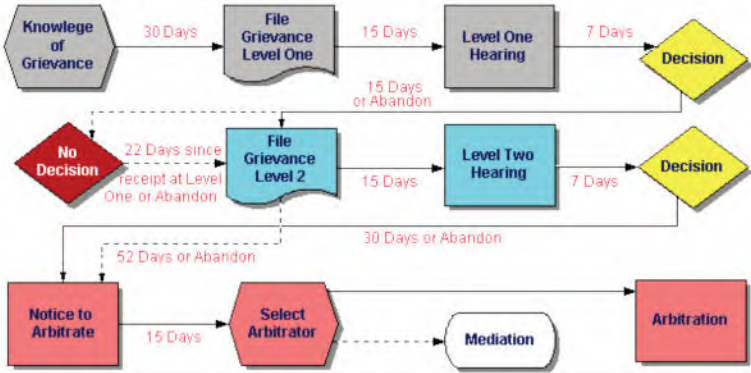 Knowlege
of
Grievance
30 Days
File
Grievance
Level One
15 Days
Level One
Hearing
7 Days
Decision
15 Days
or Abandon
No
Decision
22 Days since
receipt at Level
One or Abandon
File
Grievance
Level 2
15 Days
Level Two
Hearing
7 Days
Decision
30 Days or Abandon
52 Days or Abandon
Notice to
Arbitrate
15 Days
Select
Arbitrator
Mediation
Arbitration